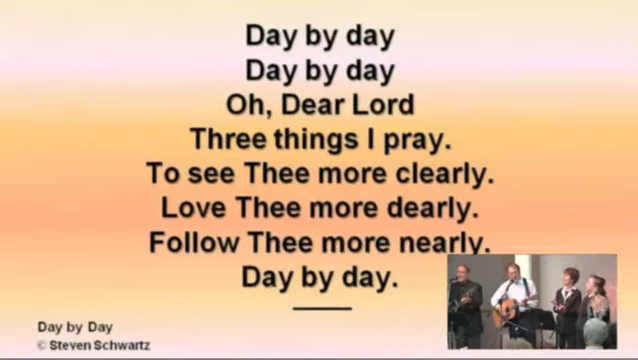 Day by day
Day by day
Oh, Dear Lord
Three things I pray.
To see Thee more clearly.
Love Thee more dearly.
Follow Thee more nearly.
Day by day.
Day by Day
© Steven Schwartz